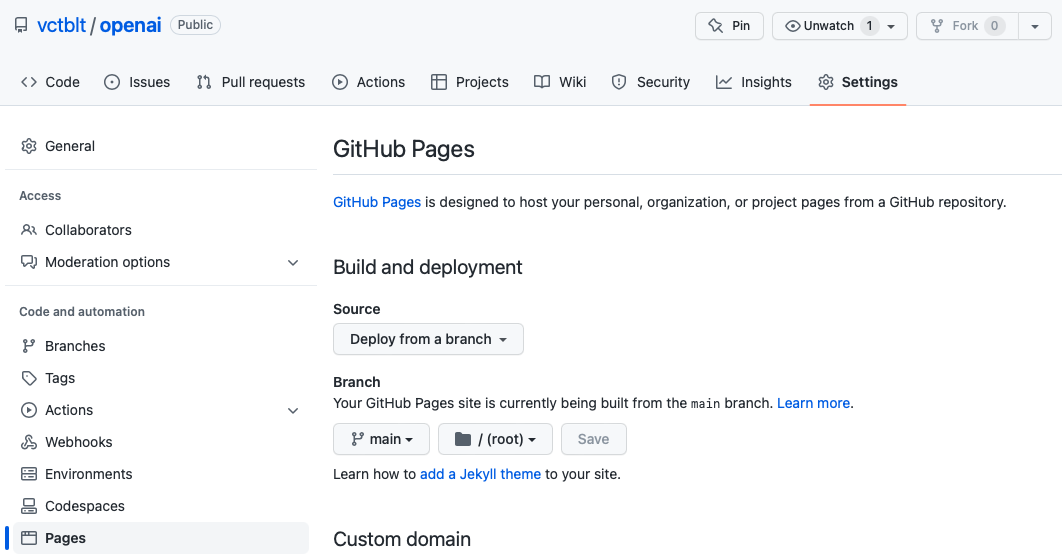 vctblt / openai Public
Pin Unwatch 1 Fork 0
Code Issues Pull requests Actions Projects Wiki Security Insights Settings
General
Access
Collaborators
Moderation options
Code and automation
Branches
Tags
Actions
Webhooks
Environments
Codespaces
Pages
GitHub Pages
GitHub Pages is designed to host your personal, organization, or project pages from a GitHub repository.
Build and deployment
Source
Deploy from a branch
Branch
Your GitHub Pages site is currently being built from the main branch. Learn more.
main / (root) Save
Learn how to add a Jekyll theme to your site.
Custom domain